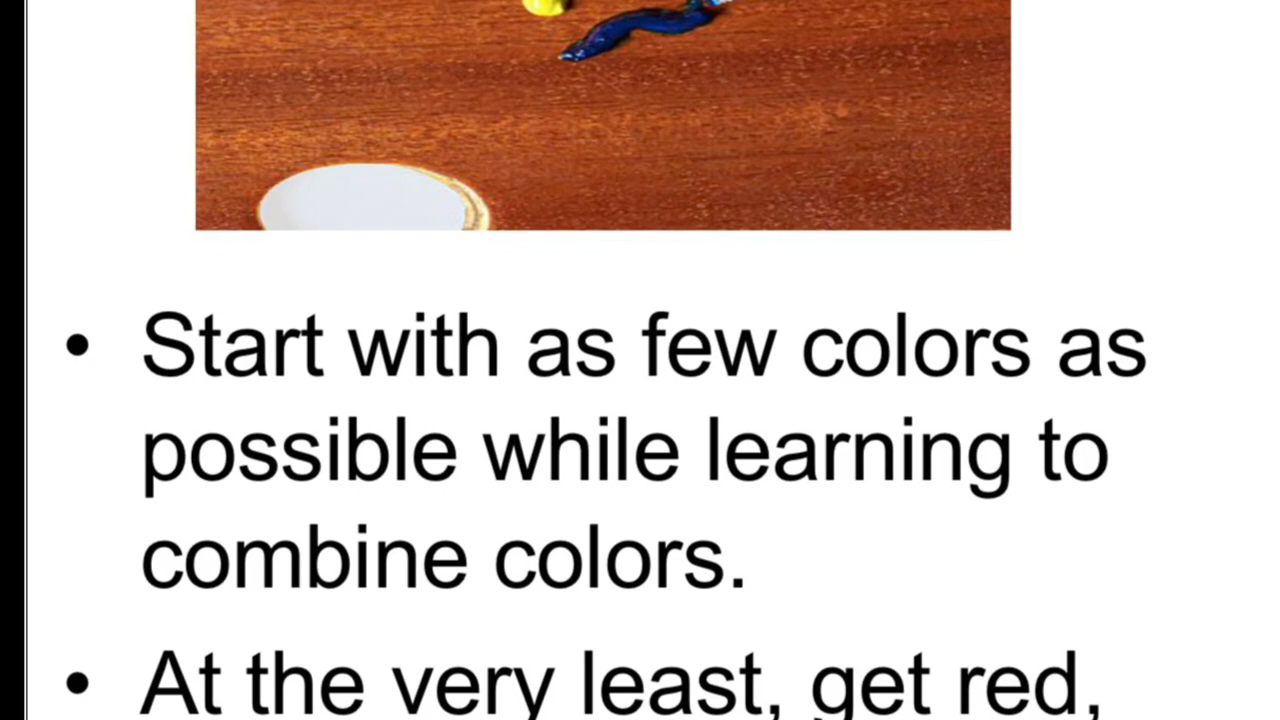 • Start with as few colors as
possible while learning to
combine colors.
• At the very least, get red,